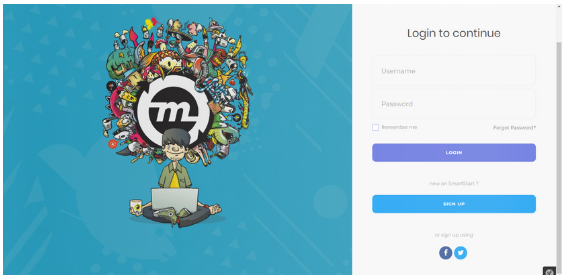 Login to continue
Username
Password
Remember me
Forgot Password?
LOGIN
new on SmartStart ?
SIGN UP
or sign up using